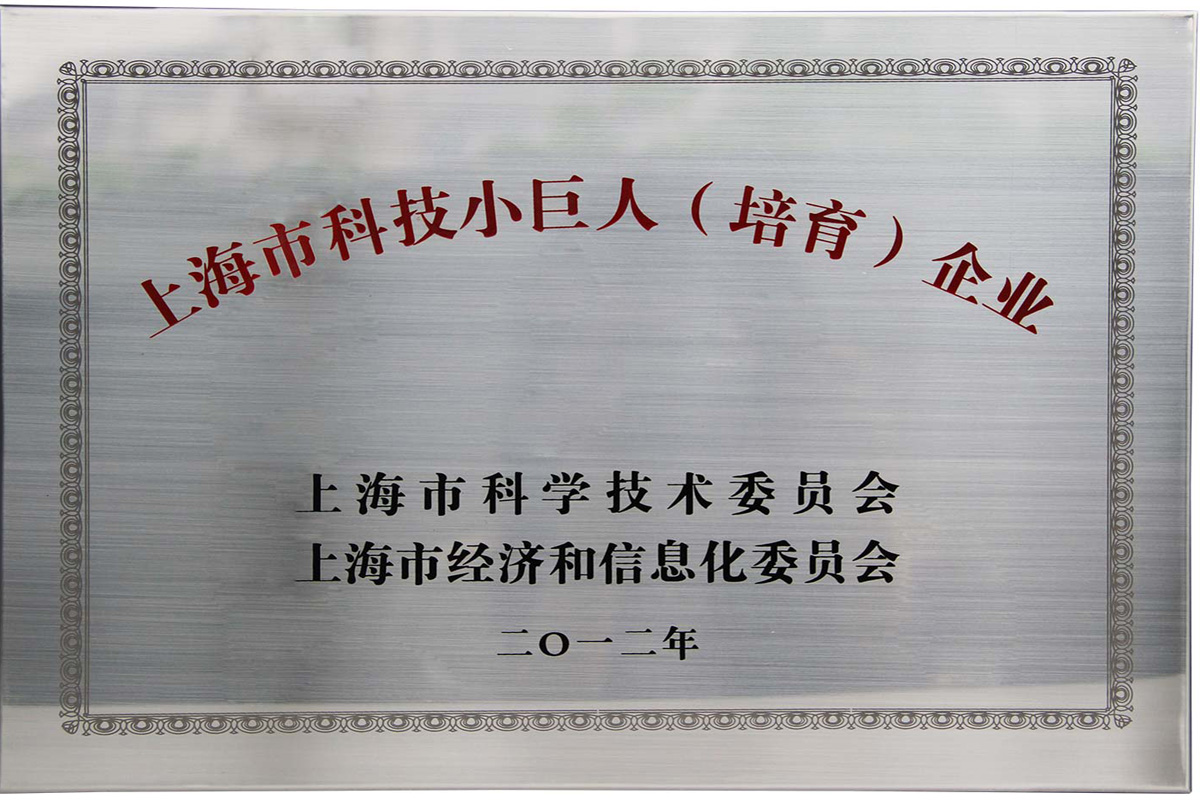 上海市科技小巨人（培育）企业
上海市科学技术委员会
上海市经济和信息化委员会
二〇一二年